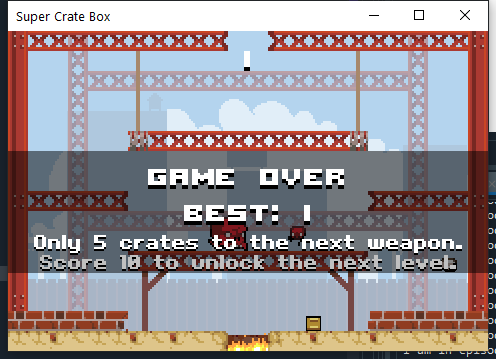 Super Crate Box
1
GAME OVER
BEST: 1
Only 5 crates to the next weapon.
Score 10 to unlock the next level.